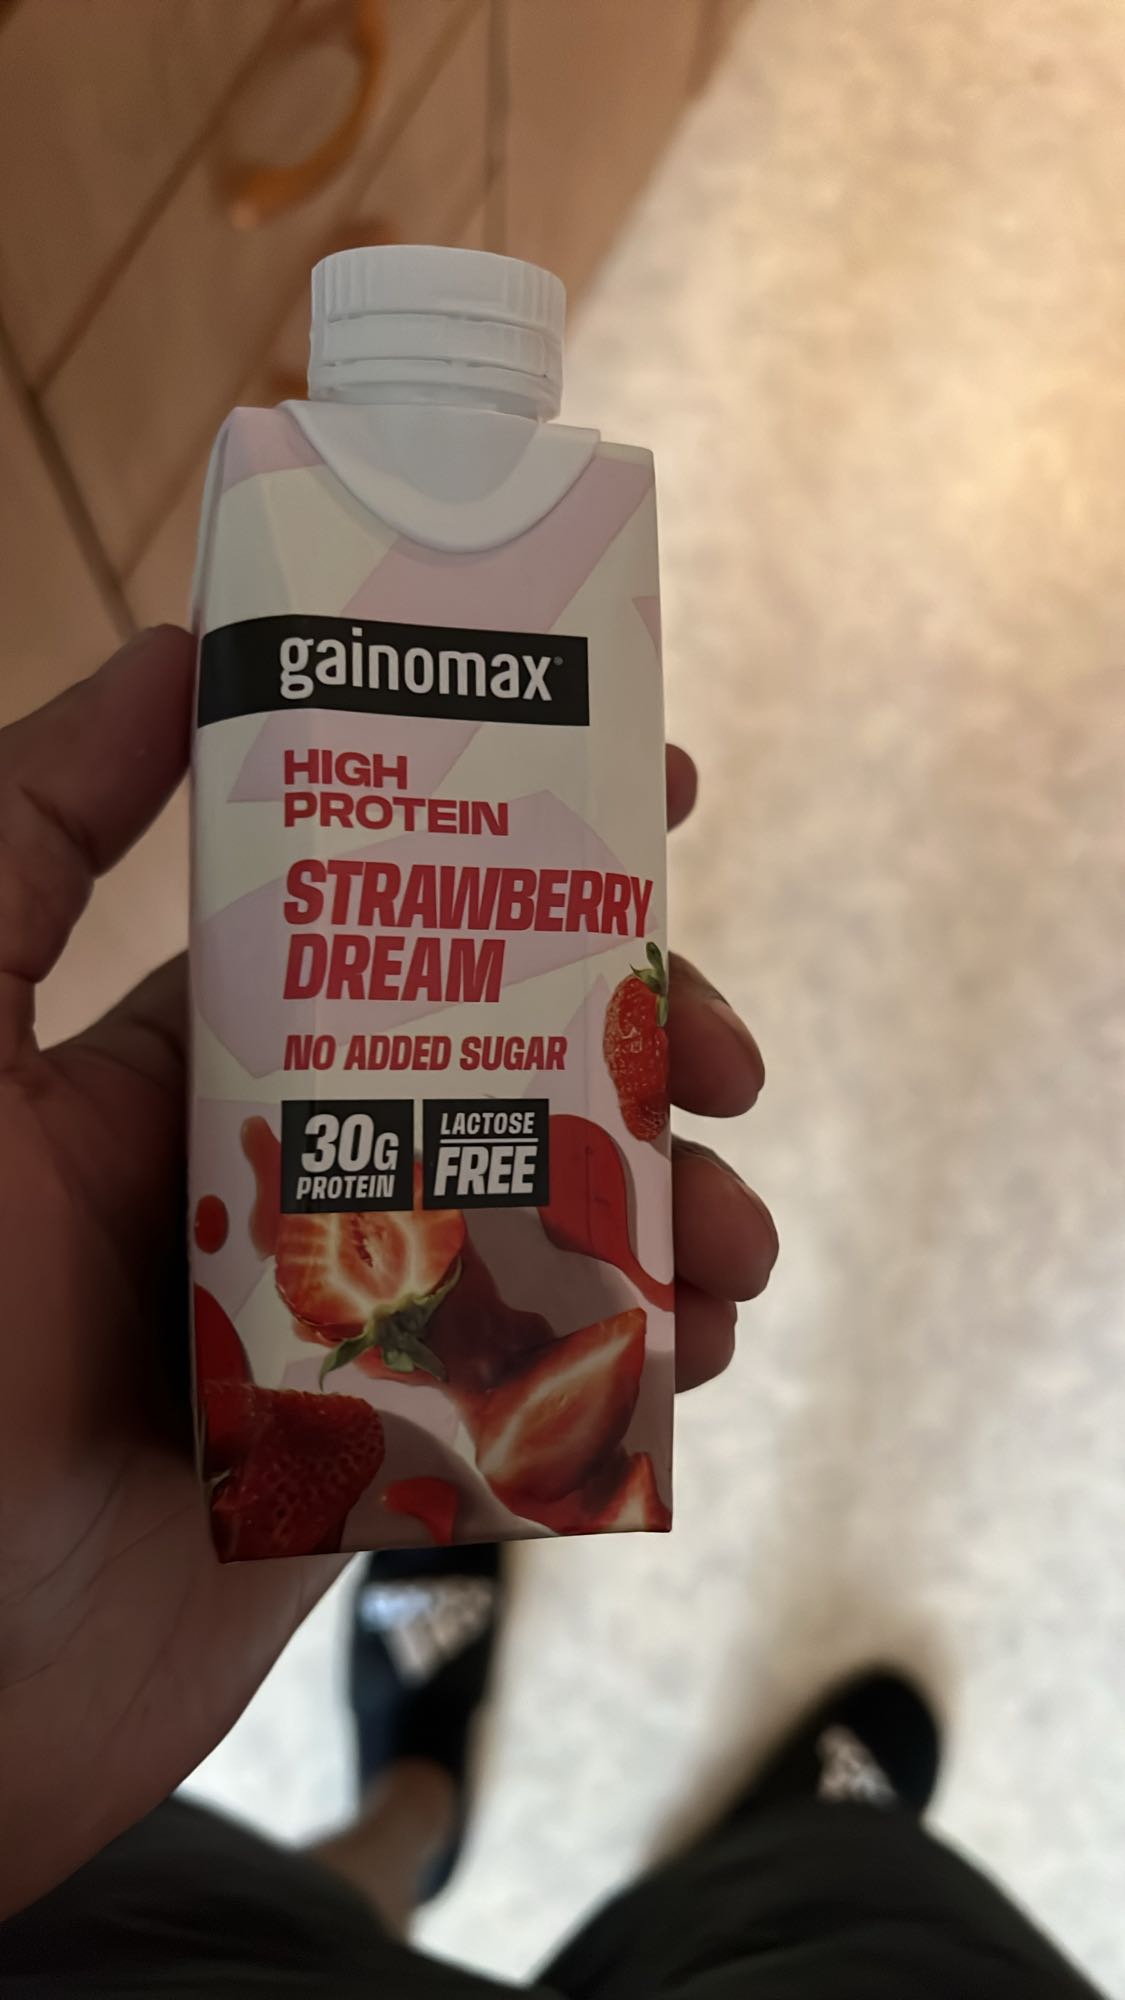 gainomax
HIGH
PROTEIN
STRAWBERRY
DREAM
NO ADDED SUGAR
30G
PROTEIN
LACTOSE
FREE